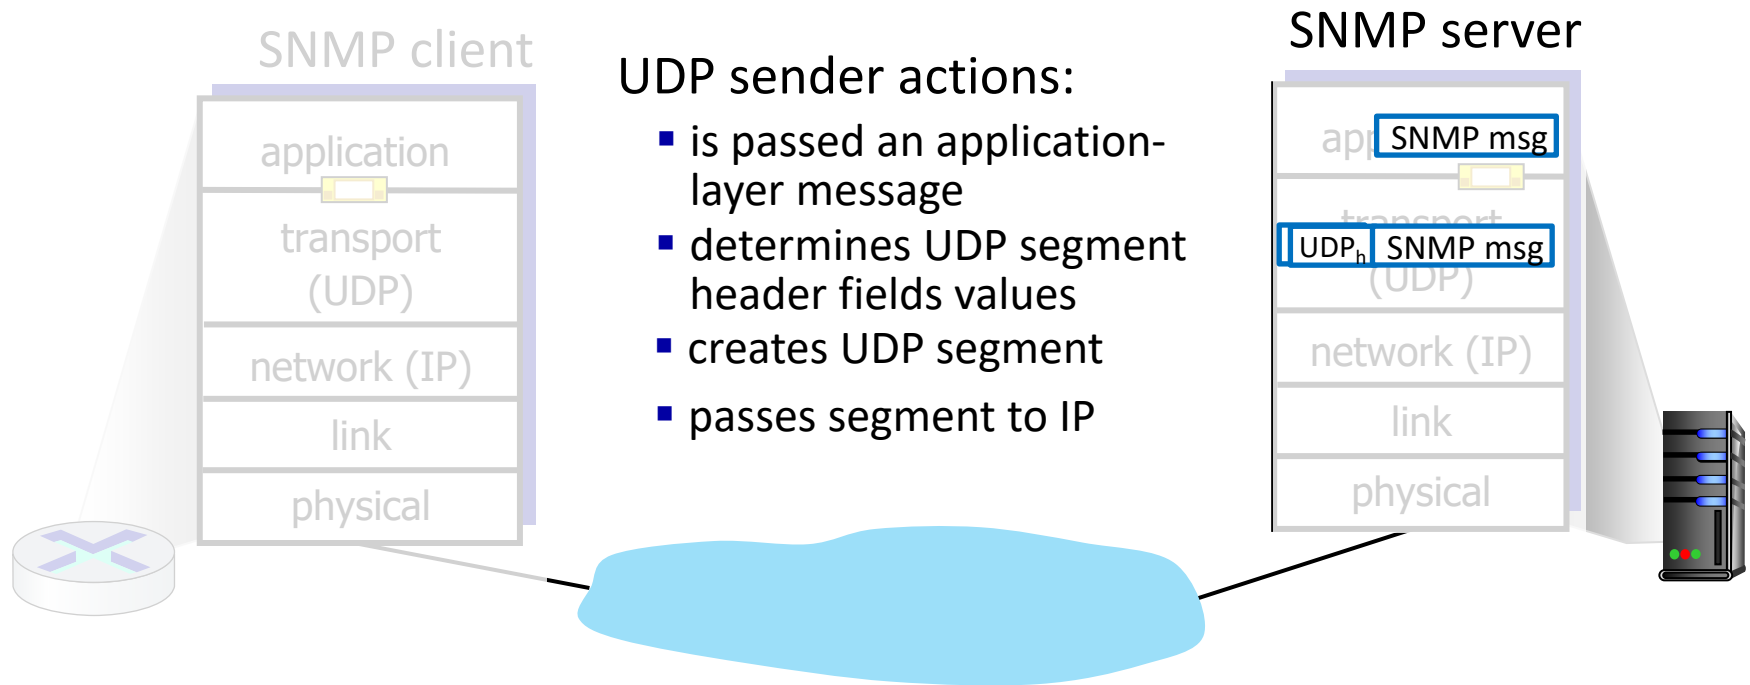 SNMP client
application
transport
(UDP)
network (IP)
link
physical
UDP sender actions:
▪ is passed an application-
layer message
▪ determines UDP segment
header fields values
▪ creates UDP segment
▪ passes segment to IP
SNMP server
app
SNMP msg
transport
UDPh SNMP msg
(UDP)
network (IP)
link
physical